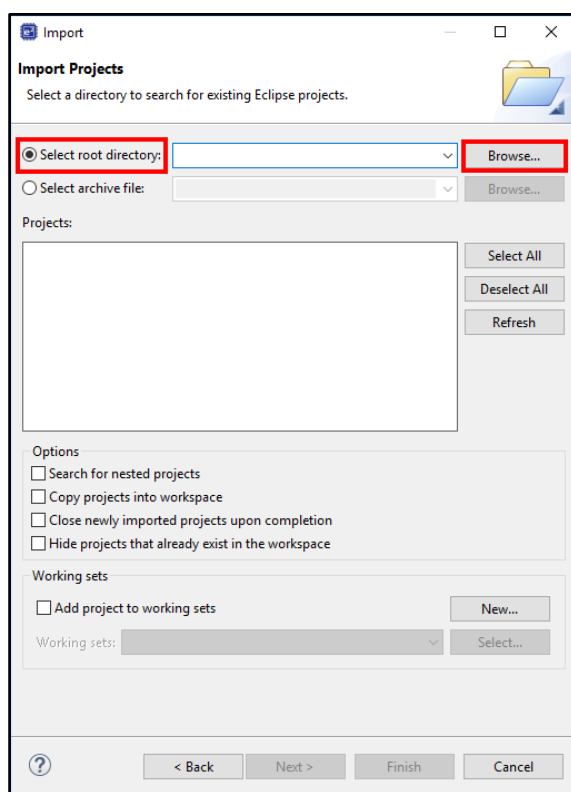 Import
Import Projects
Select a directory to search for existing Eclipse projects.
Select root directory:
Browse...
Select archive file:
Browse...
Projects:
Select All
Deselect All
Refresh
Options
Search for nested projects
Copy projects into workspace
Close newly imported projects upon completion
Hide projects that already exist in the workspace
Working sets
Add project to working sets
New...
Working sets:
Select...
?
< Back
Next >
Finish
Cancel